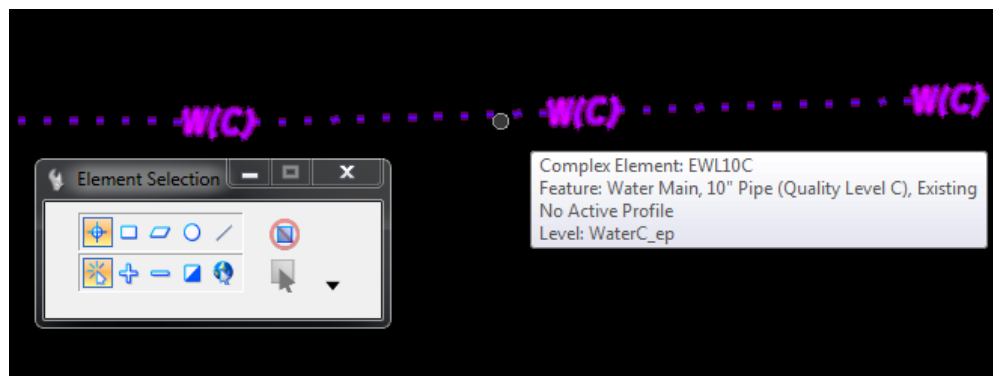 W(C)
W(C)
W(C)
Element Selection
Complex Element: EWL10C
Feature: Water Main, 10" Pipe (Quality Level C), Existing
No Active Profile
Level: WaterC_ep